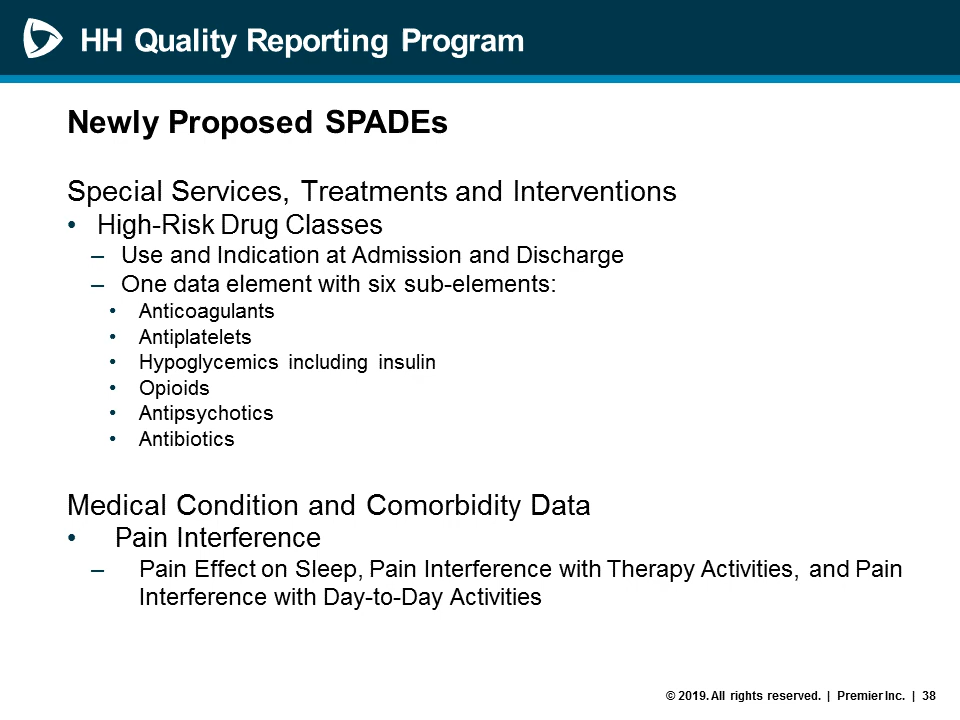 HH Quality Reporting Program
Newly Proposed SPADEs
Special Services, Treatments and Interventions
• High-Risk Drug Classes
– Use and Indication at Admission and Discharge
– One data element with six sub-elements:
• Anticoagulants
• Antiplatelets
• Hypoglycemics including insulin
• Opioids
• Antipsychotics
• Antibiotics
Medical Condition and Comorbidity Data
• Pain Interference
– Pain Effect on Sleep, Pain Interference with Therapy Activities, and Pain
Interference with Day-to-Day Activities
© 2019. All rights reserved. | Premier Inc. | 38